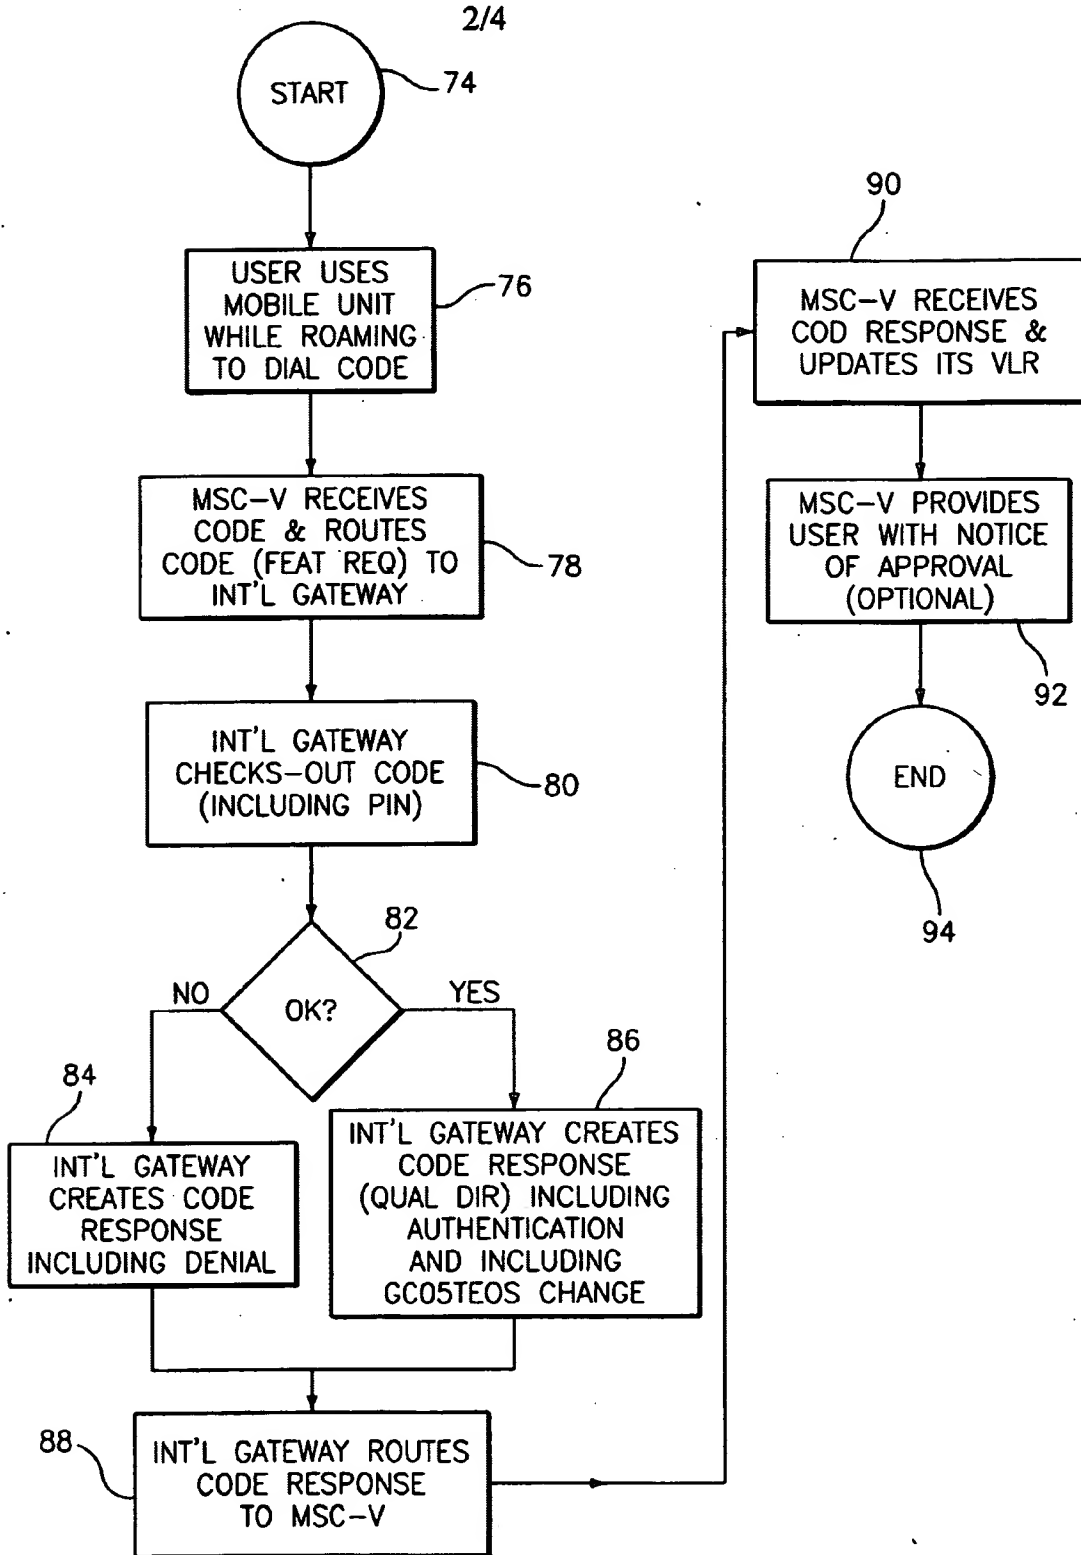 2/4
START
74
USER USES
MOBILE UNIT
WHILE ROAMING
TO DIAL CODE
76
MSC-V RECEIVES
CODE & ROUTES
CODE (FEAT REQ) TO
INT'L GATEWAY
78
INT'L GATEWAY
CHECKS-OUT CODE
(INCLUDING PIN)
80
82
OK?
NO
YES
84
INT'L GATEWAY
CREATES CODE
RESPONSE
INCLUDING DENIAL
86
INT'L GATEWAY CREATES
CODE RESPONSE
(QUAL DIR) INCLUDING
AUTHENTICATION
AND INCLUDING
GC05TEOS CHANGE
88
INT'L GATEWAY ROUTES
CODE RESPONSE
TO MSC-V
90
MSC-V RECEIVES
COD RESPONSE &
UPDATES ITS VLR
MSC-V PROVIDES
USER WITH NOTICE
OF APPROVAL
(OPTIONAL)
92
END
94